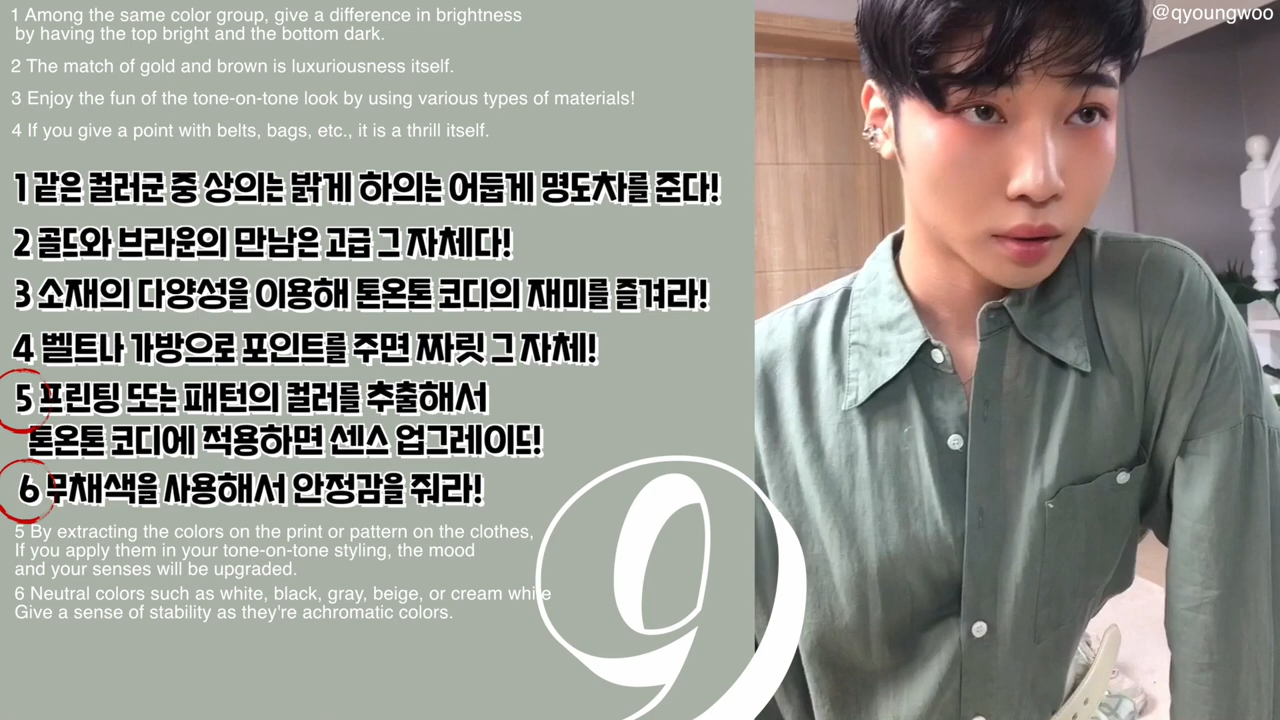 @qyoungwoo
1 Among the same color group, give a difference in brightness
by having the top bright and the bottom dark.
2 The match of gold and brown is luxuriousness itself.
3 Enjoy the fun of the tone-on-tone look by using various types of materials!
4 If you give a point with belts, bags, etc., it is a thrill itself.
1 같은 컬러군 중 상의는 밝게 하의는 어둡게 명도차를 준다!
2 골드와 브라운의 만남은 고급 그 자체다!
3 소재의 다양성을 이용해 톤온톤 코디의 재미를 즐겨라!
4 벨트나 가방으로 포인트를 주면 짜릿 그 자체!
5 프린팅 또는 패턴의 컬러를 추출해서
톤온톤 코디에 적용하면 센스 업그레이드!
6 무채색을 사용해서 안정감을 줘라!
5 By extracting the colors on the print or pattern on the clothes,
If you apply them in your tone-on-tone styling, the mood
and your senses will be upgraded.
6 Neutral colors such as white, black, gray, beige, or cream white
Give a sense of stability as they're achromatic colors.
9